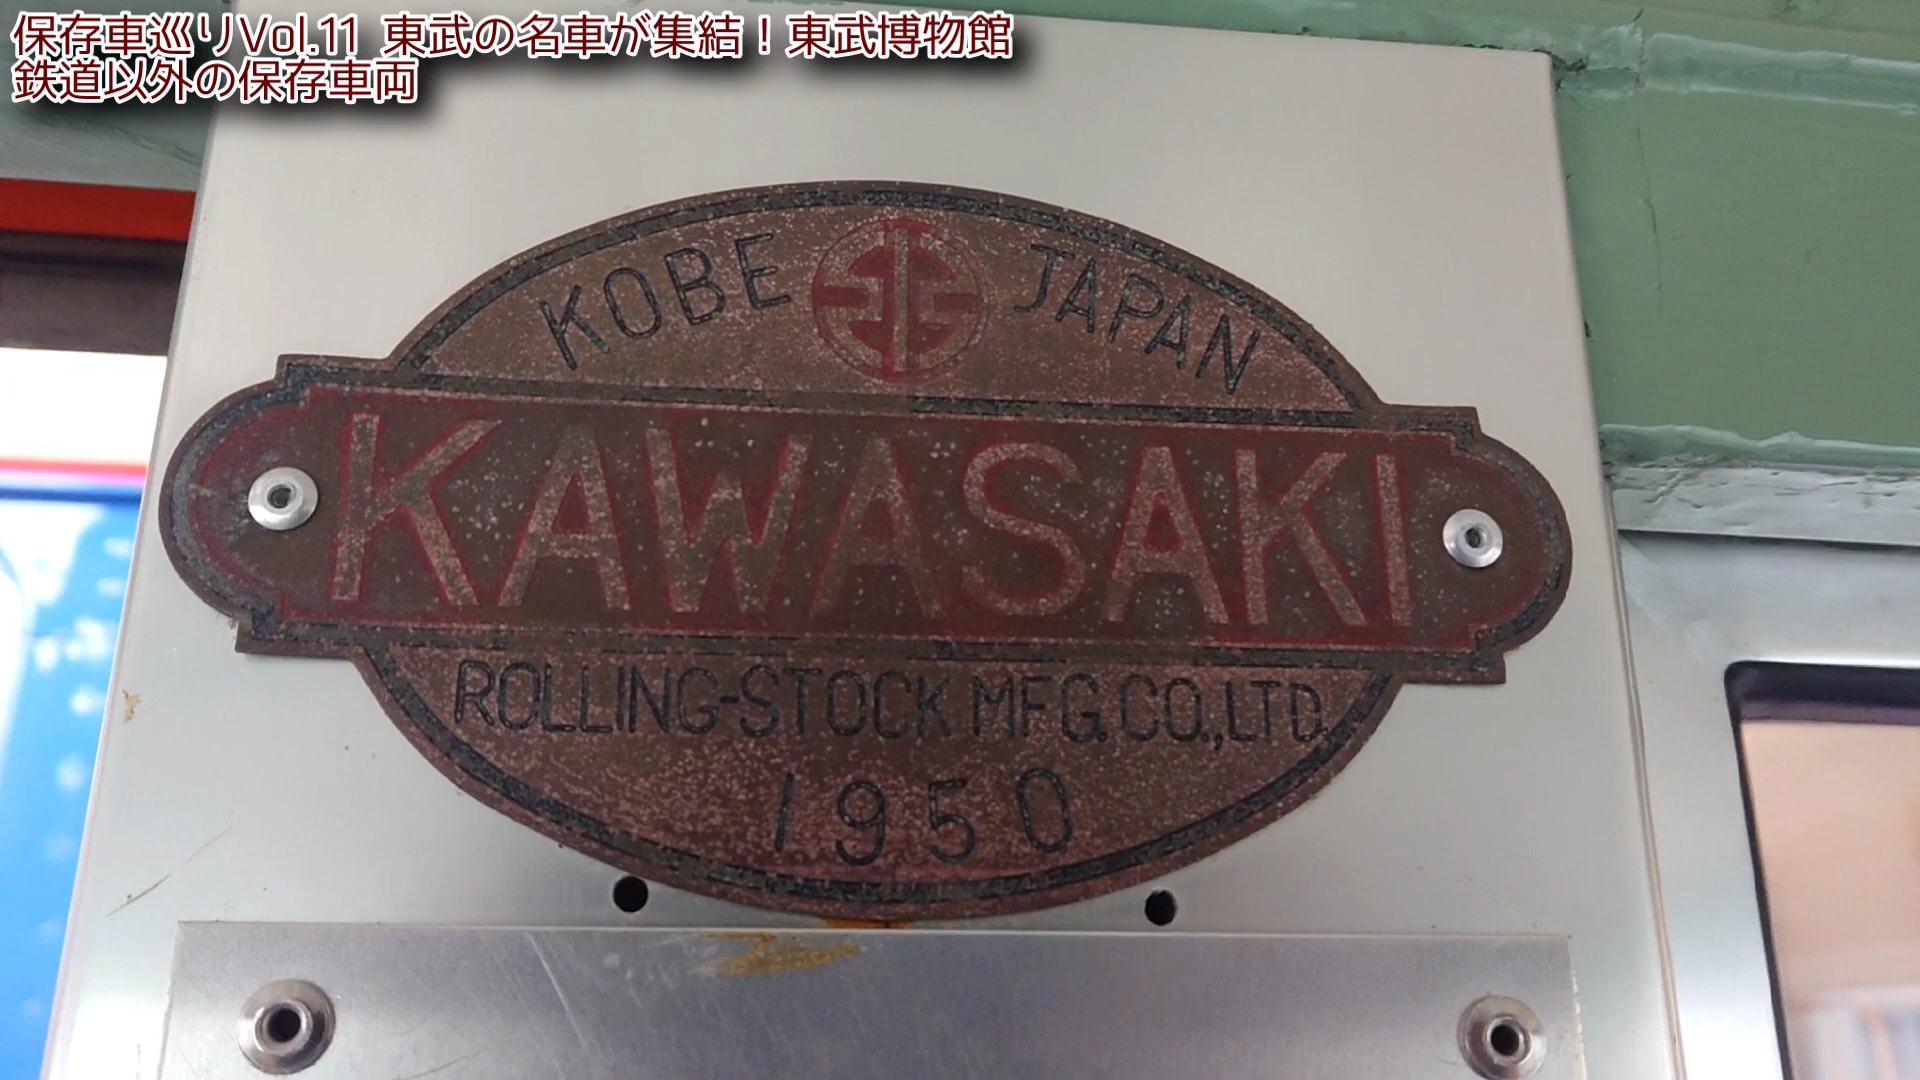 保存車巡りVol.11 東武の名車が集結！東武博物館
鉄道以外の保存車両
KOBE JAPAN
KAWASAKI
ROLLING-STOCK MFG.CO.,LTD.
1950